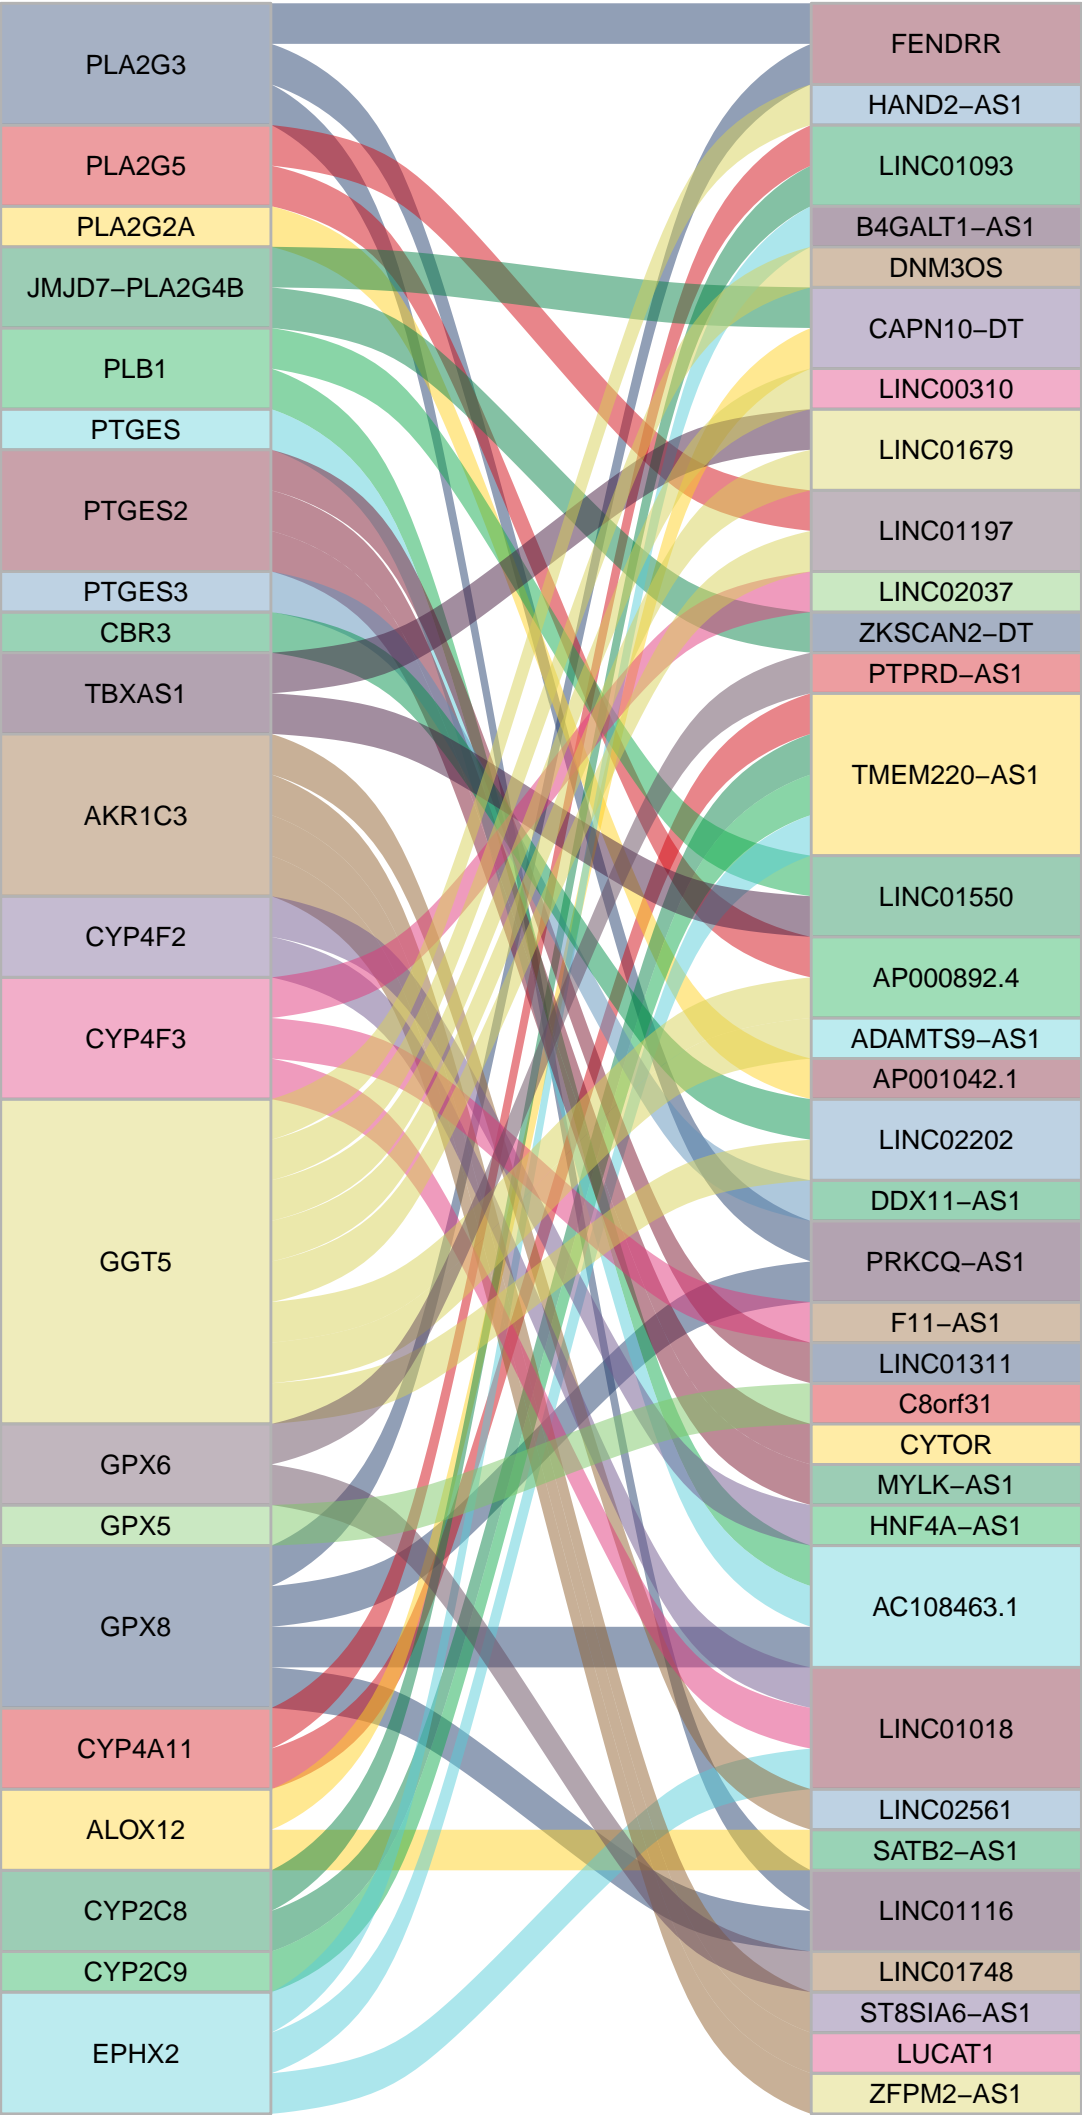 PLA2G3
PLA2G5
PLA2G2A
JMJD7−PLA2G4B
PLB1
PTGES
PTGES2
PTGES3
CBR3
TBXAS1
AKR1C3
CYP4F2
CYP4F3
GGT5
GPX6
GPX5
GPX8
CYP4A11
ALOX12
CYP2C8
CYP2C9
EPHX2
FENDRR
HAND2−AS1
LINC01093
B4GALT1−AS1
DNM3OS
CAPN10−DT
LINC00310
LINC01679
LINC01197
LINC02037
ZKSCAN2−DT
PTPRD−AS1
TMEM220−AS1
LINC01550
AP000892.4
ADAMTS9−AS1
AP001042.1
LINC02202
DDX11−AS1
PRKCQ−AS1
F11−AS1
LINC01311
C8orf31
CYTOR
MYLK−AS1
HNF4A−AS1
AC108463.1
LINC01018
LINC02561
SATB2−AS1
LINC01116
LINC01748
ST8SIA6−AS1
LUCAT1
ZFPM2−AS1